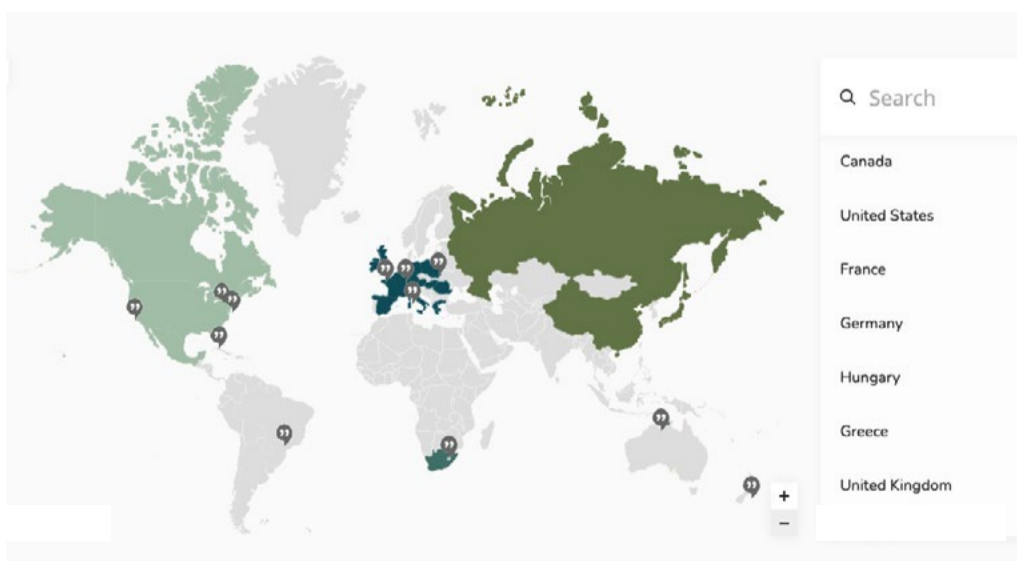 Search
Canada
United States
France
Germany
Hungary
Greece
United Kingdom
+
−